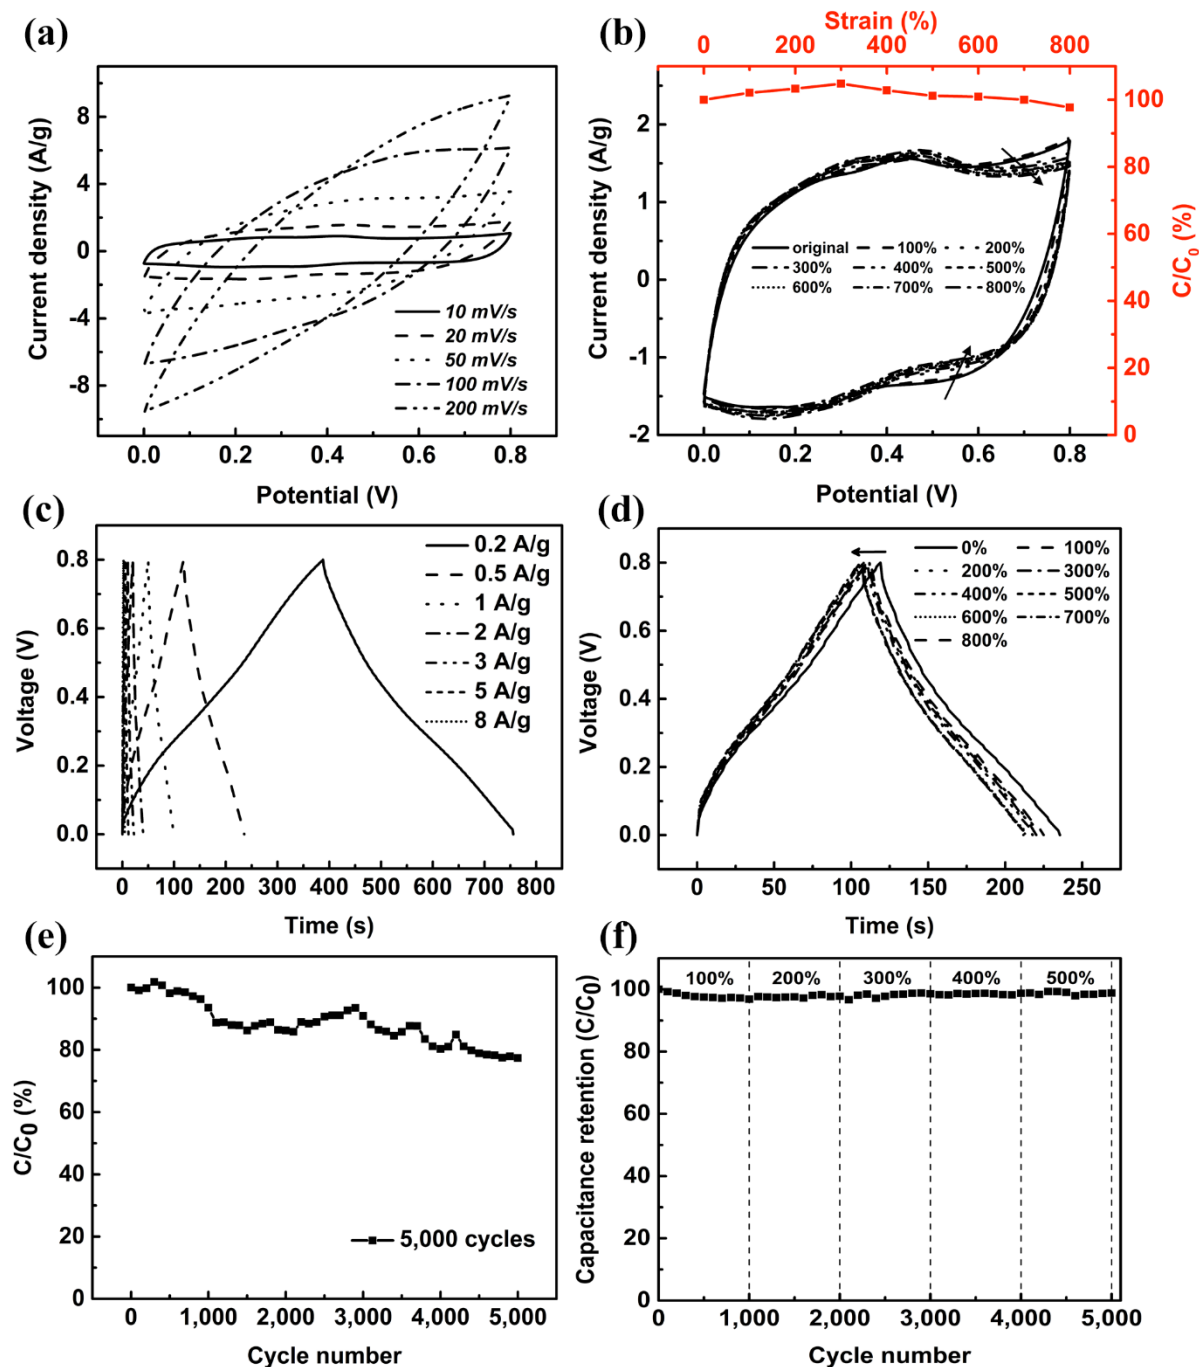 (a)
8
4
0
-4
-8
Current density (A/g)
10 mV/s
20 mV/s
50 mV/s
100 mV/s
200 mV/s
0.0 0.2 0.4 0.6 0.8
Potential (V)
(b)
Strain (%)
0 200 400 600 800
2
1
0
-1
-2
Current density (A/g)
original 100% 200%
300% 400% 500%
600% 700% 800%
100
80
60
40
20
0
C/C0 (%)
0.0 0.2 0.4 0.6 0.8
Potential (V)
(c)
0.8
0.6
0.4
0.2
0.0
Voltage (V)
0.2 A/g
0.5 A/g
1 A/g
2 A/g
3 A/g
5 A/g
8 A/g
0 100 200 300 400 500 600 700 800
Time (s)
(d)
0.8
0.6
0.4
0.2
0.0
Voltage (V)
0% 100%
200% 300%
400% 500%
600% 700%
800%
0 50 100 150 200 250
Time (s)
(e)
100
80
60
40
20
0
C/C0 (%)
5,000 cycles
0 1,000 2,000 3,000 4,000 5,000
Cycle number
(f)
100
80
60
40
20
0
Capacitance retention (C/C0)
100% 200% 300% 400% 500%
0 1,000 2,000 3,000 4,000 5,000
Cycle number